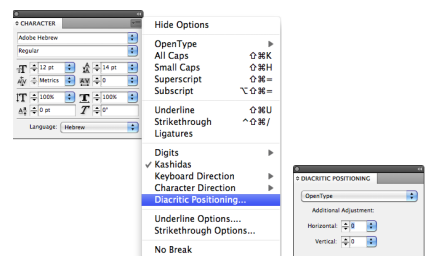 CHARACTER
Adobe Hebrew
Regular
12 pt 14 pt
Metrics 0
100% 100%
0 pt 0°
Language: Hebrew
Hide Options
OpenType
All Caps ⇧⌘K
Small Caps ⇧⌘H
Superscript ⇧⌘=
Subscript ⌥⇧⌘=
Underline ⇧⌘U
Strikethrough ^⇧⌘/
Ligatures
Digits
✓ Kashidas
Keyboard Direction
Character Direction
Diacritic Positioning...
Underline Options....
Strikethrough Options...
No Break
DIACRITIC POSITIONING
OpenType
Additional Adjustment:
Horizontal: 0
Vertical: 0